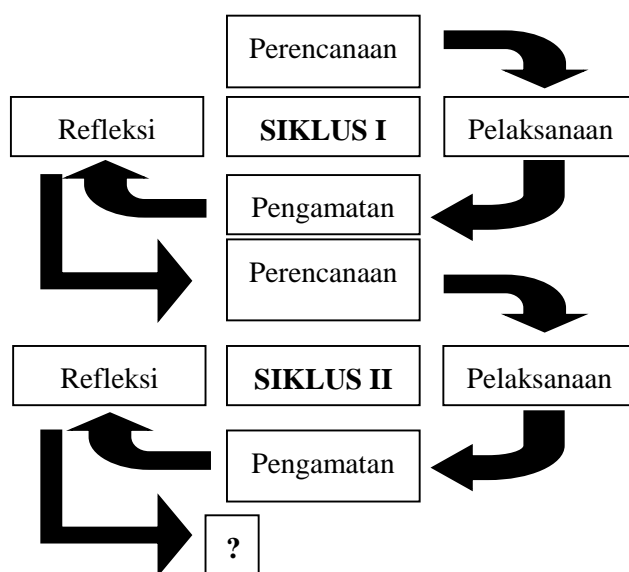 Perencanaan
Refleksi
SIKLUS I
Pelaksanaan
Pengamatan
Perencanaan
Refleksi
SIKLUS II
Pelaksanaan
Pengamatan
?